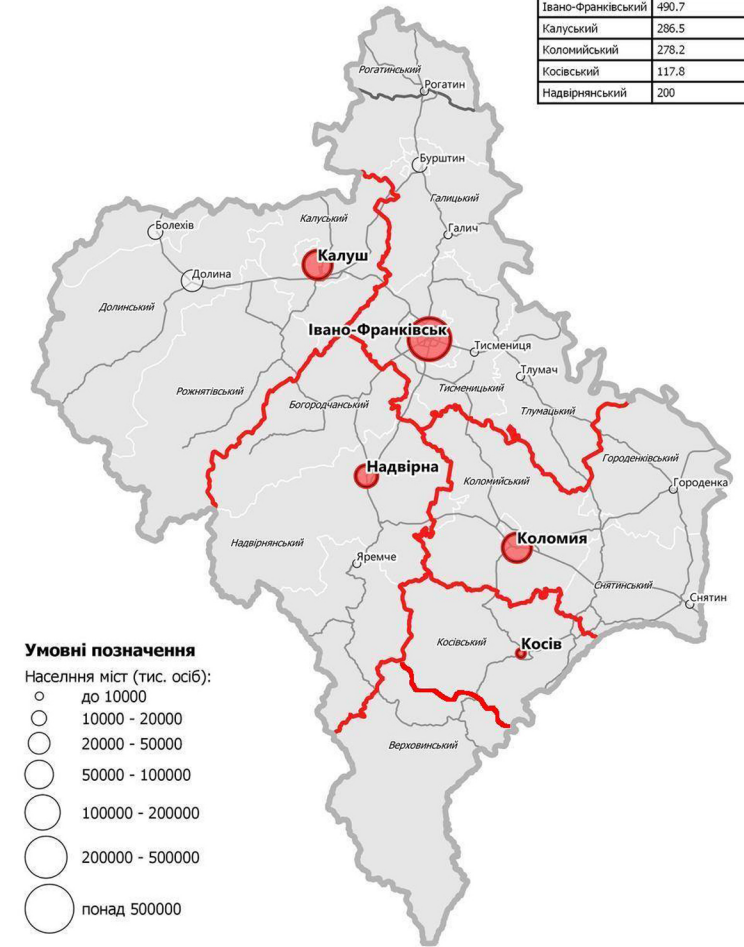 Івано-Франківський 490.7
Калуський 286.5
Коломийський 278.2
Косівський 117.8
Надвірнянський 200
Рогатинський
Рогатин
Бурштин
Галицький
Калуський
Болехів
Галич
Калуш
Долина
Долинський
Івано-Франківськ
Тисмениця
Тлумач
Тисменицький
Рожнятівський
Богородчанський
Тлумацький
Городенківський
Надвірна
Коломийський
Городенка
Коломия
Надвірнянський
Яремче
Снятинський
Снятин
Косівський
Косів
Верховинський
Умовні позначення
Населння міст (тис. осіб):
до 10000
10000 - 20000
20000 - 50000
50000 - 100000
100000 - 200000
200000 - 500000
понад 500000